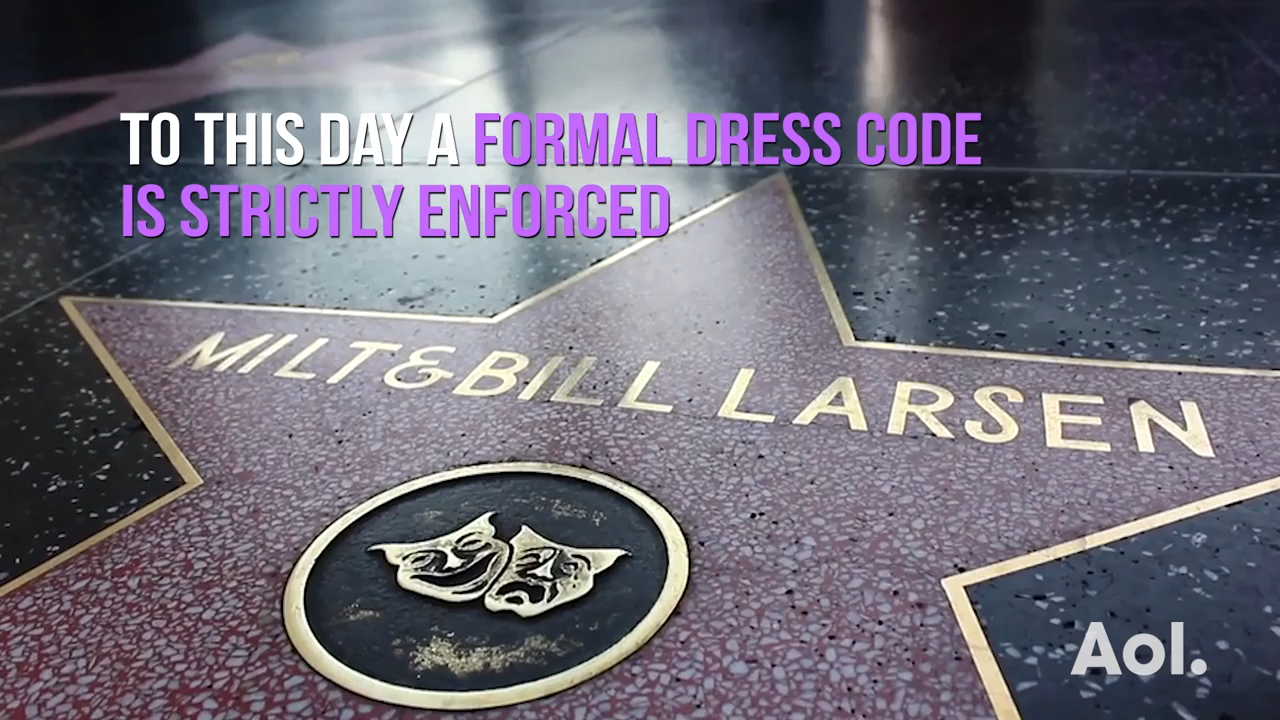 TO THIS DAY A FORMAL DRESS CODE
IS STRICTLY ENFORCED
MILT & BILL LARSEN
Aol.